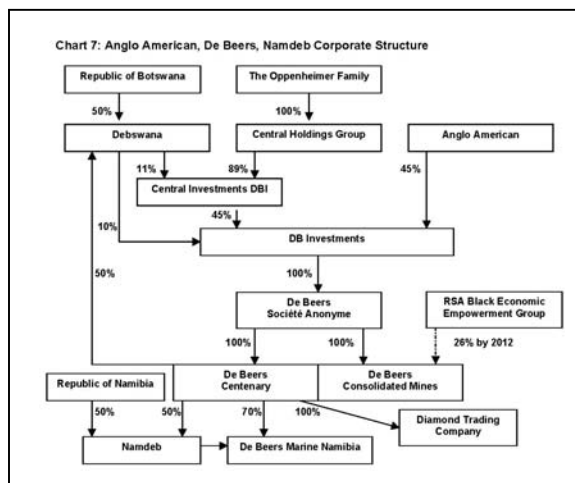 Chart 7: Anglo American, De Beers, Namdeb Corporate Structure
Republic of Botswana
The Oppenheimer Family
50%
100%
Debswana
Central Holdings Group
Anglo American
11%
89%
45%
Central Investments DBI
45%
10%
DB Investments
50%
100%
De Beers
Société Anonyme
RSA Black Economic
Empowerment Group
100%
100%
26% by 2012
Republic of Namibia
De Beers
Centenary
De Beers
Consolidated Mines
50%
50%
70%
100%
Diamond Trading
Company
Namdeb
De Beers Marine Namibia